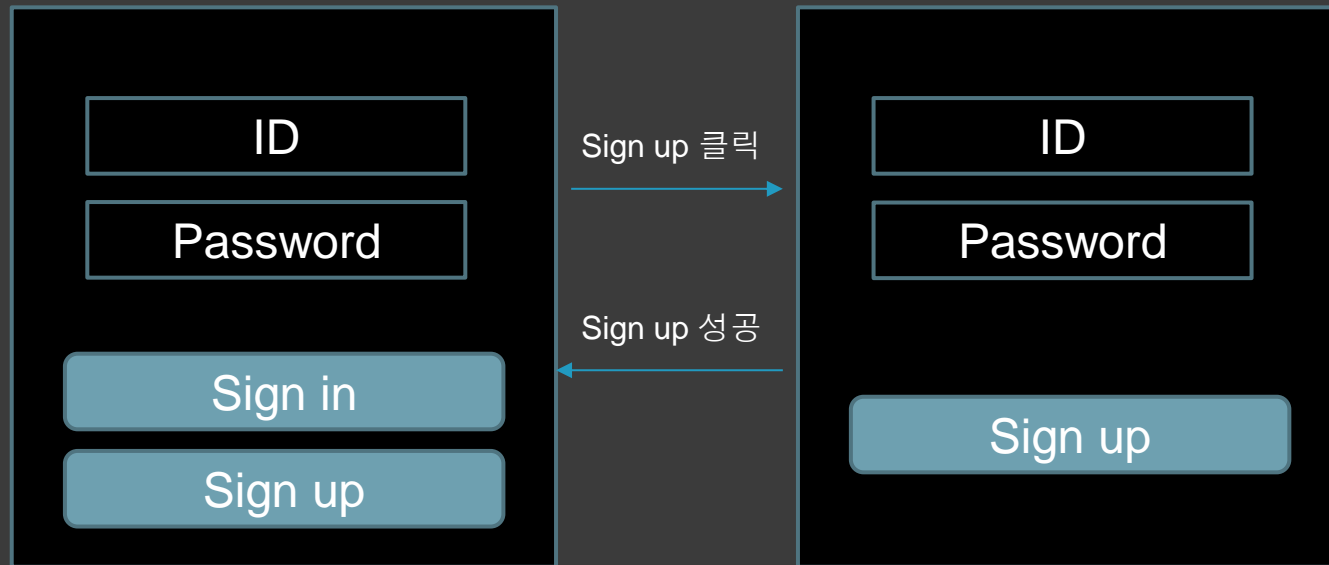 ID
Password
Sign in
Sign up
Sign up 클릭
Sign up 성공
ID
Password
Sign up